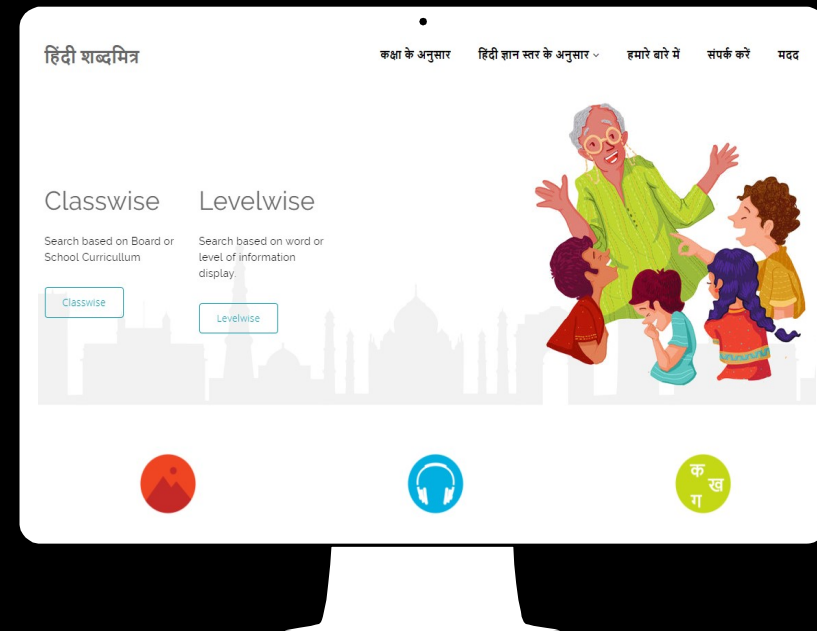 हिंदी शब्दमित्र
कक्षा के अनुसार हिंदी ज्ञान स्तर के अनुसार हमारे बारे में संपर्क करें मदद
Classwise
Search based on Board or
School Curricullum
Classwise
Levelwise
Search based on word or
level of information
display.
Levelwise
क
ख
ग